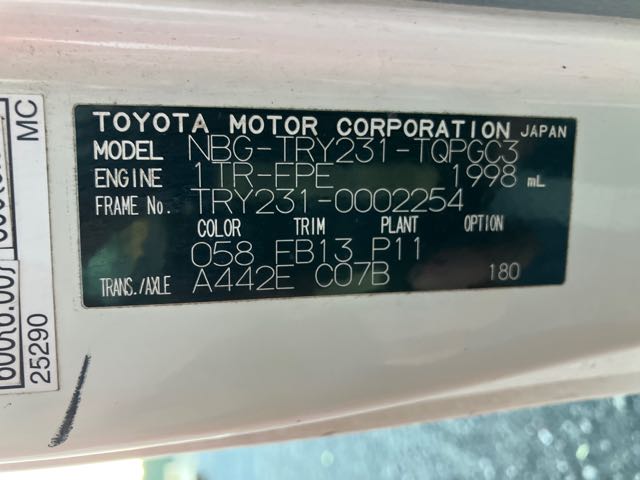 TOYOTA MOTOR CORPORATION JAPAN
MODEL NBG-TRY231-TQPGC3
ENGINE 1TR-FPE 1998 mL
FRAME No. TRY231-0002254
COLOR TRIM PLANT OPTION
058 FB13 P11
TRANS./AXLE A442E C07B 180
MC
25290